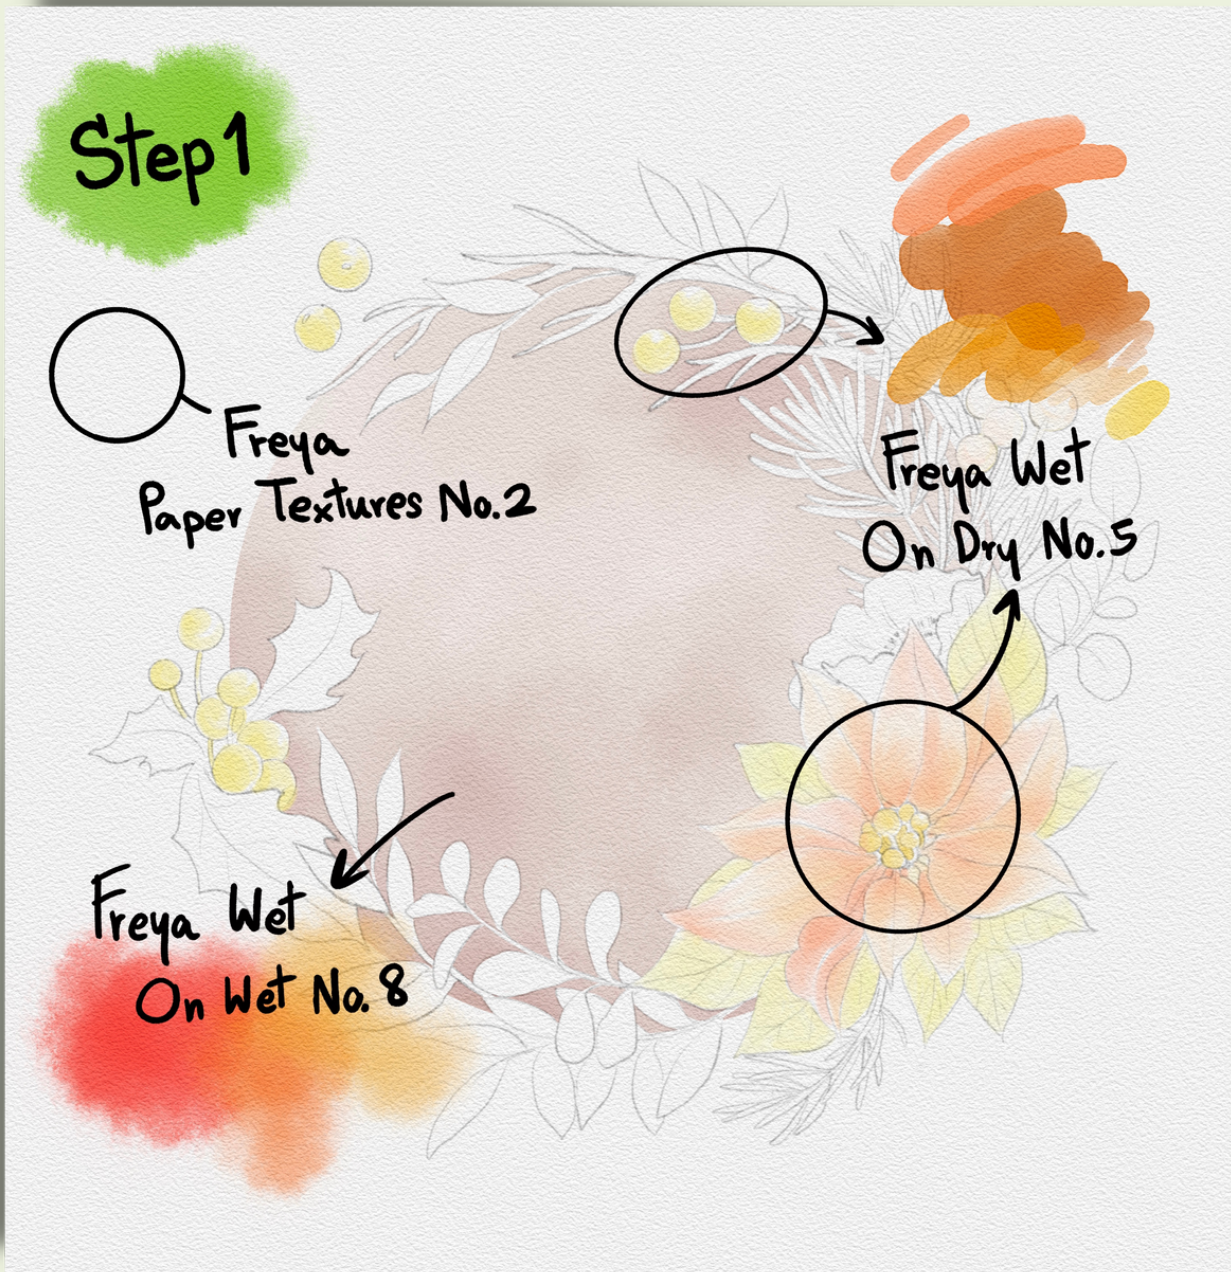 Step 1
Freya
Paper Textures No.2
Freya Wet
On Dry No.5
Freya Wet
On Wet No.8